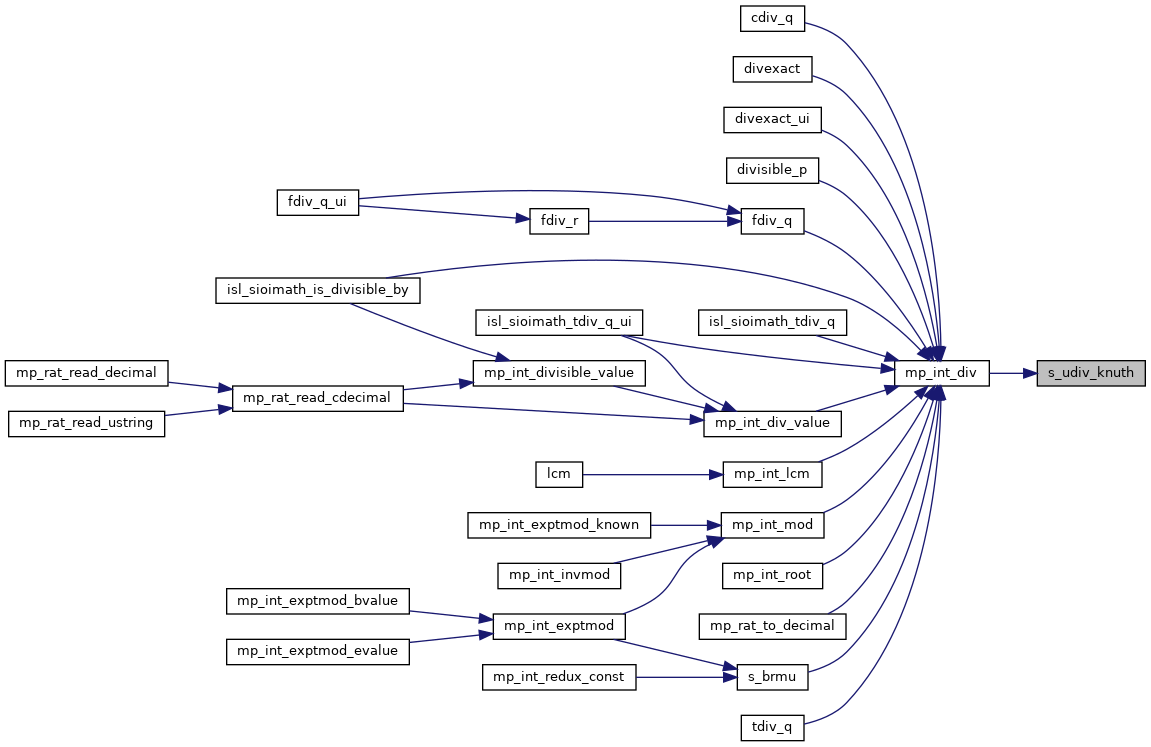 cdiv_q
divexact
divexact_ui
divisible_p
fdiv_q_ui
fdiv_r
fdiv_q
isl_sioimath_is_divisible_by
isl_sioimath_tdiv_q_ui
isl_sioimath_tdiv_q
mp_rat_read_decimal
mp_int_divisible_value
mp_int_div
s_udiv_knuth
mp_rat_read_cdecimal
mp_rat_read_ustring
mp_int_div_value
lcm
mp_int_lcm
mp_int_exptmod_known
mp_int_mod
mp_int_invmod
mp_int_root
mp_int_exptmod_bvalue
mp_int_exptmod
mp_rat_to_decimal
mp_int_exptmod_evalue
mp_int_redux_const
s_brmu
tdiv_q